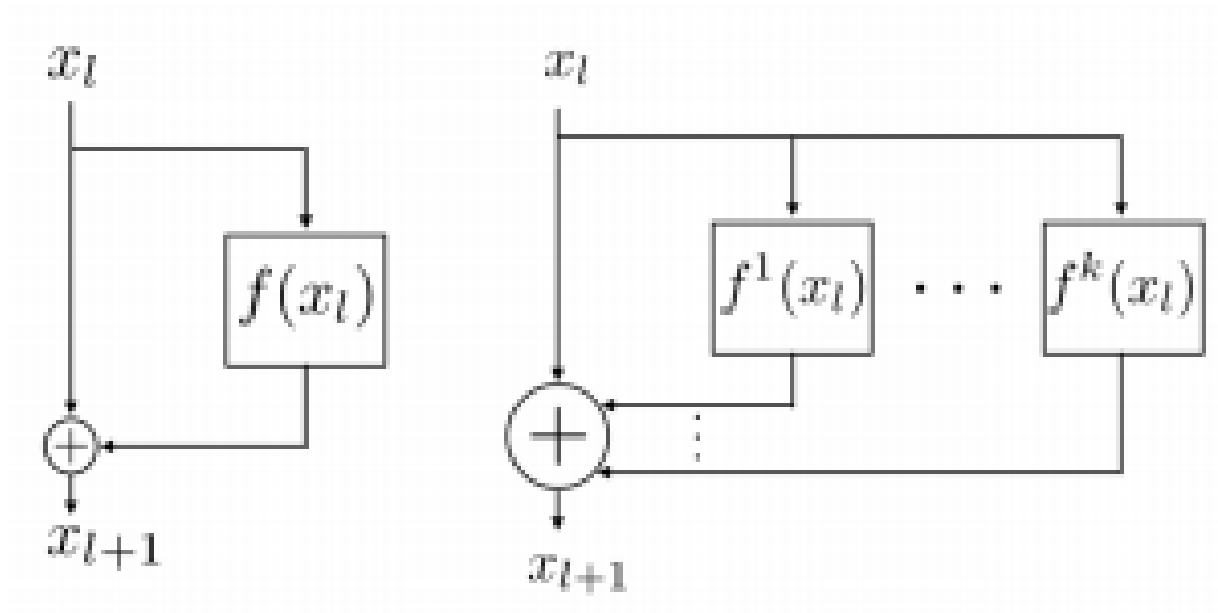 x_l
f(x_l)
+
x_{l+1}
x_l
f^1(x_l) · · · f^k(x_l)
+
⋮
x_{l+1}